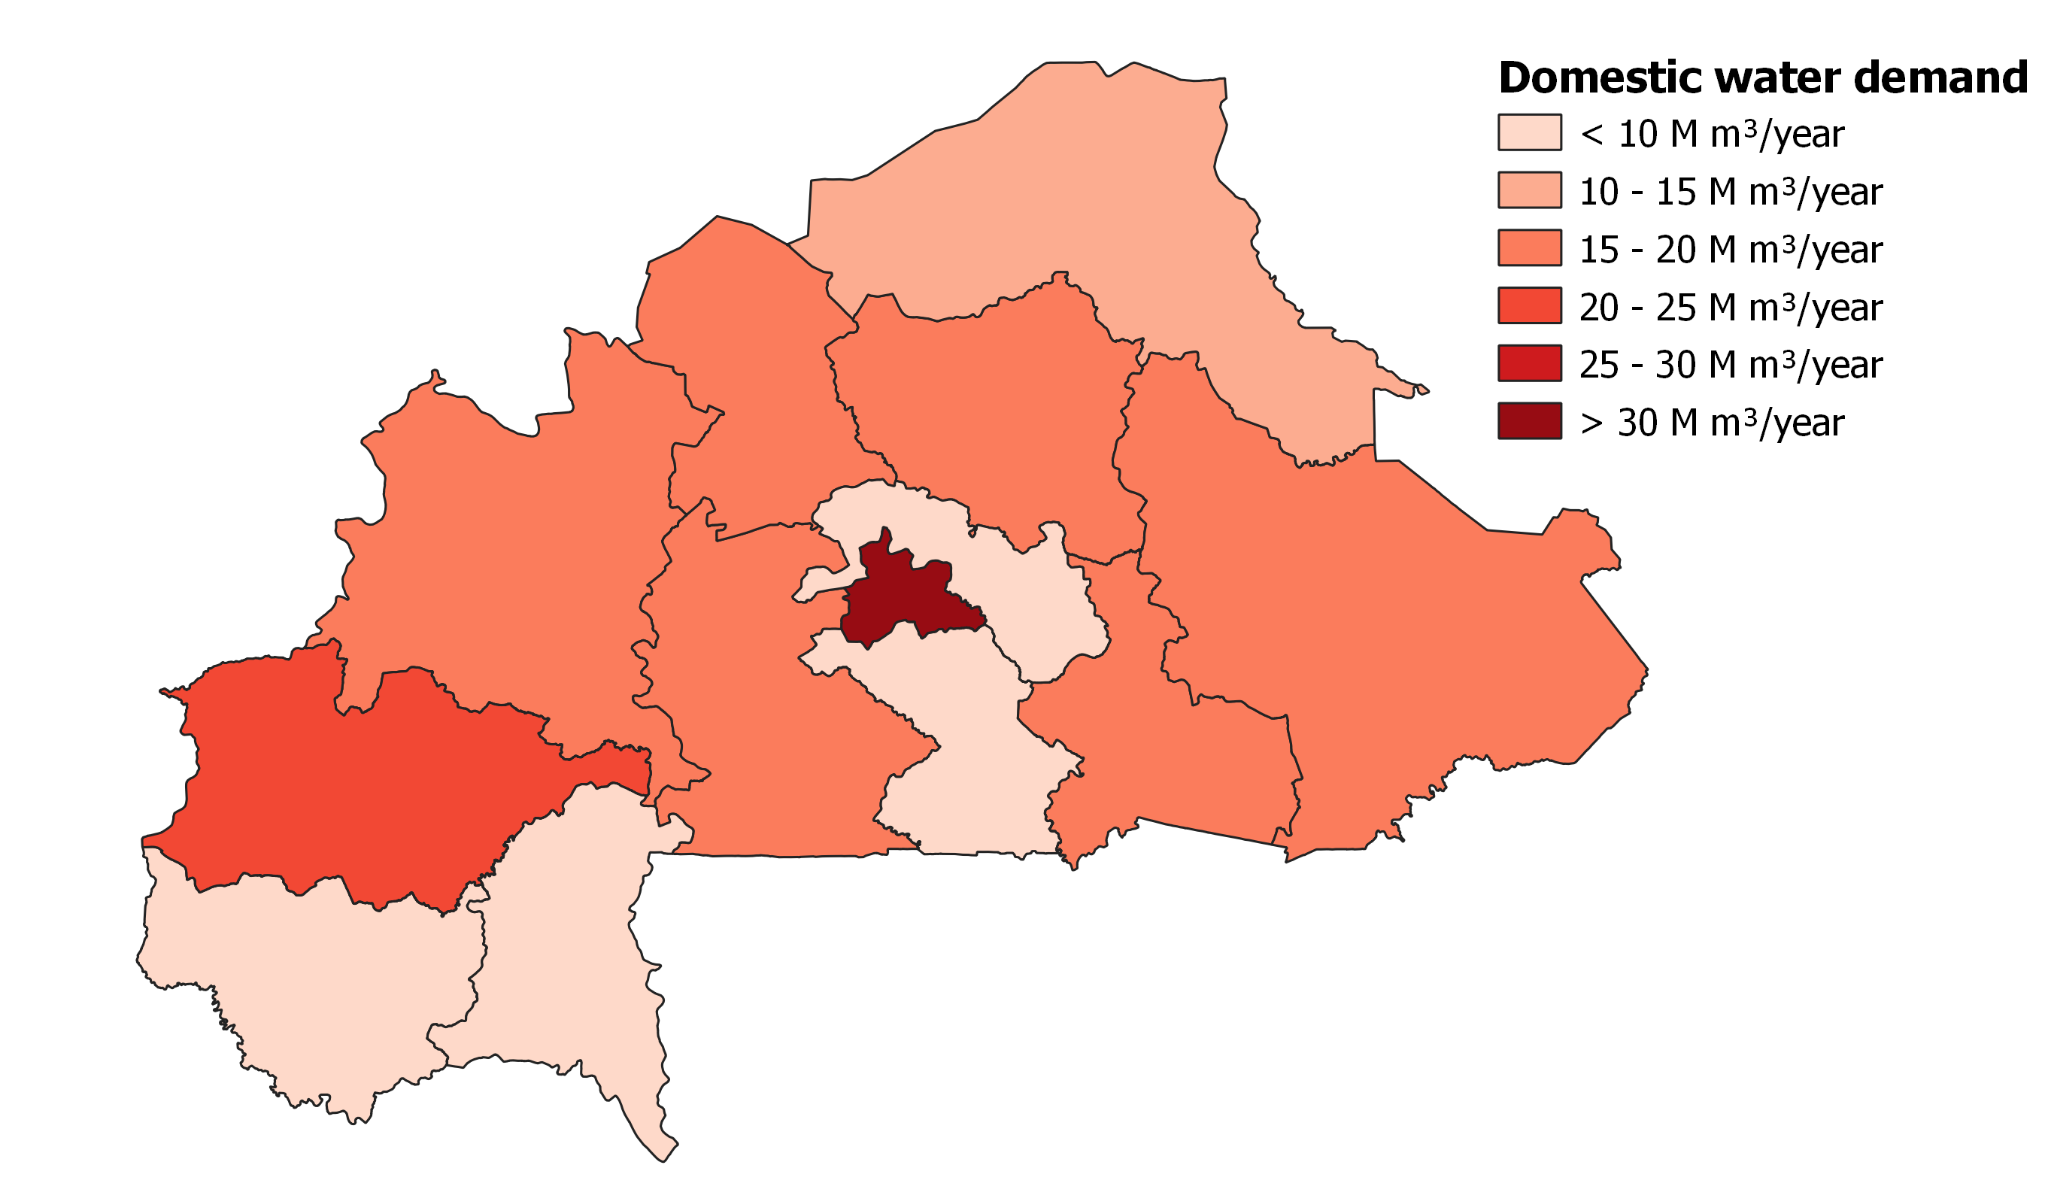 Domestic water demand
< 10 M m³/year
10 - 15 M m³/year
15 - 20 M m³/year
20 - 25 M m³/year
25 - 30 M m³/year
> 30 M m³/year